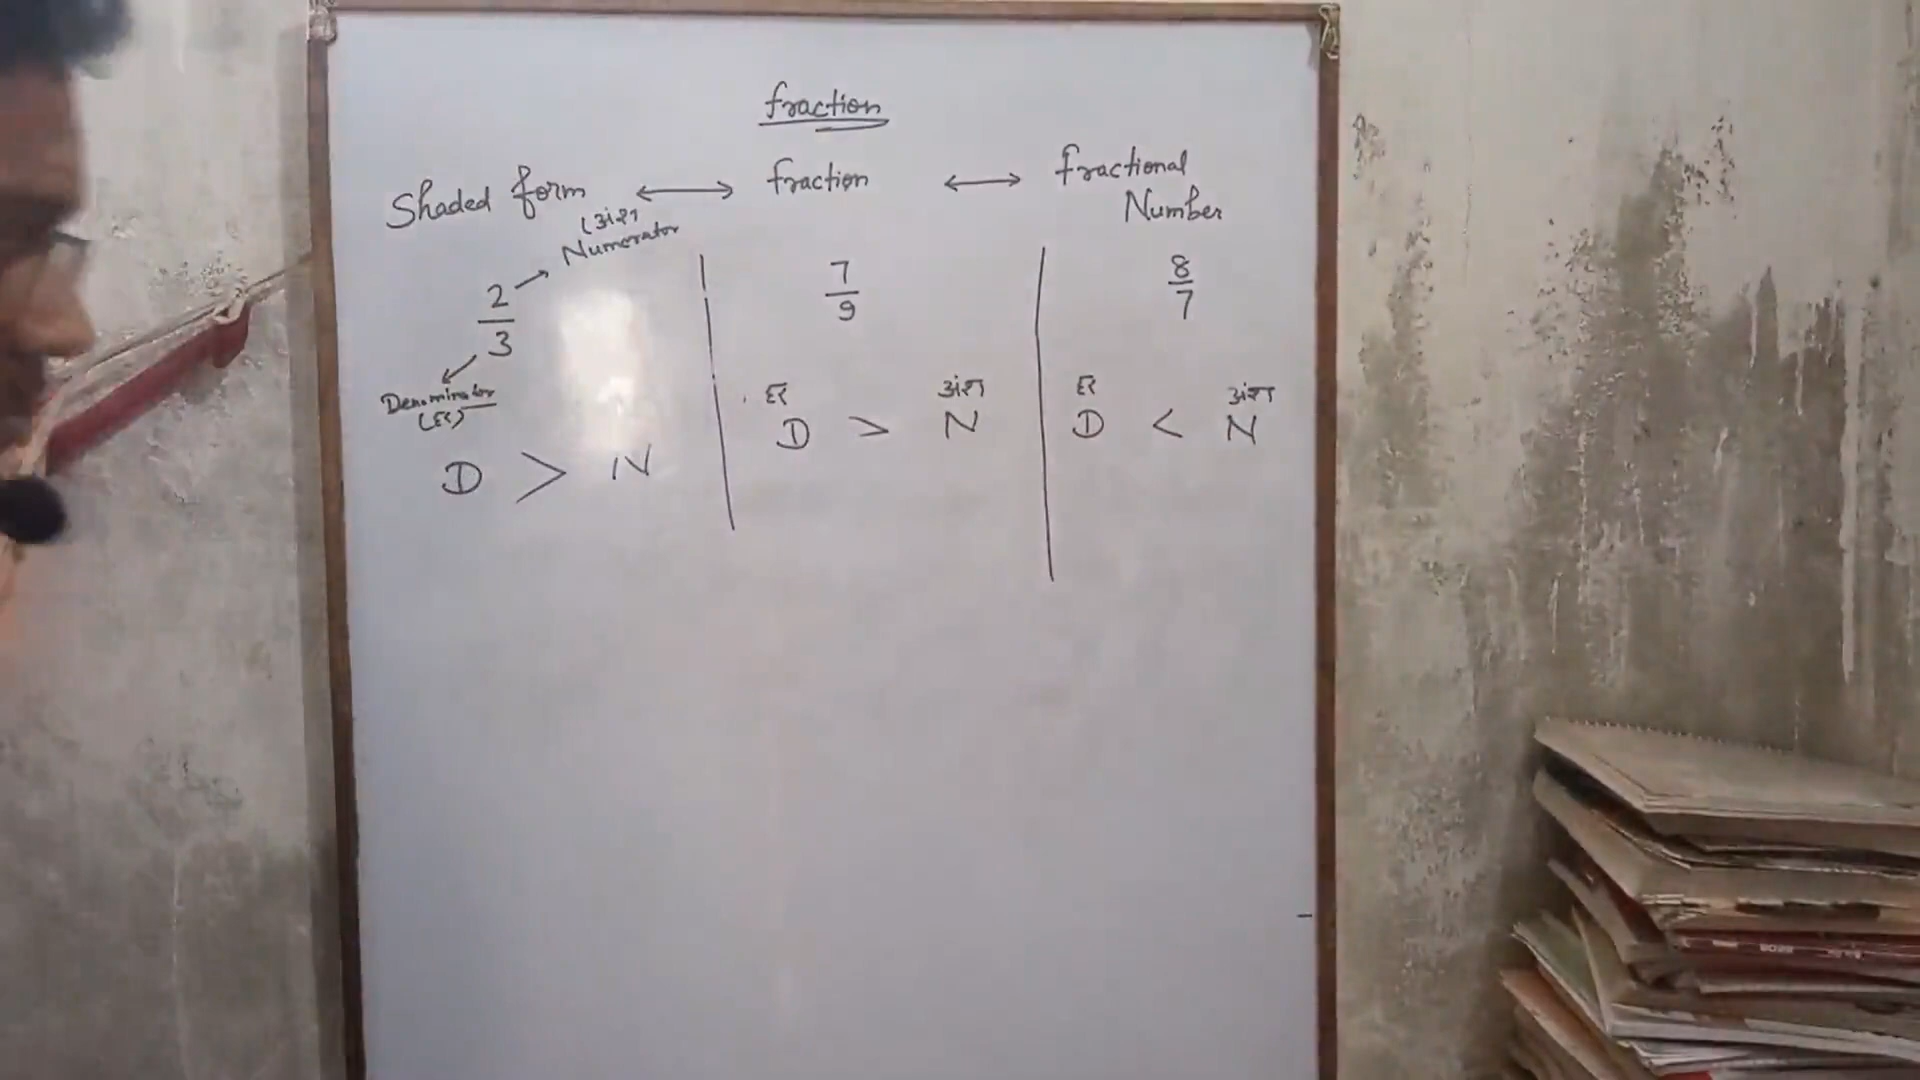 fraction
Shaded form ⟷ fraction ⟷ fractional Number
(अंश
Numerator
2/3
Denominator
(हर)
D > N
7/9
हर अंश
D > N
8/7
हर अंश
D < N